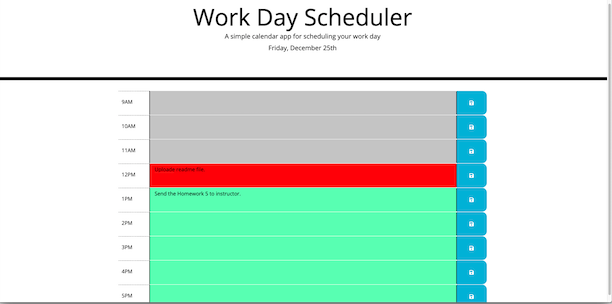 Work Day Scheduler
A simple calendar app for scheduling your work day
Friday, December 25th
9AM
10AM
11AM
12PM
readme file.
1PM Send the Homework 5 to instructor.
2PM
3PM
4PM
5PM